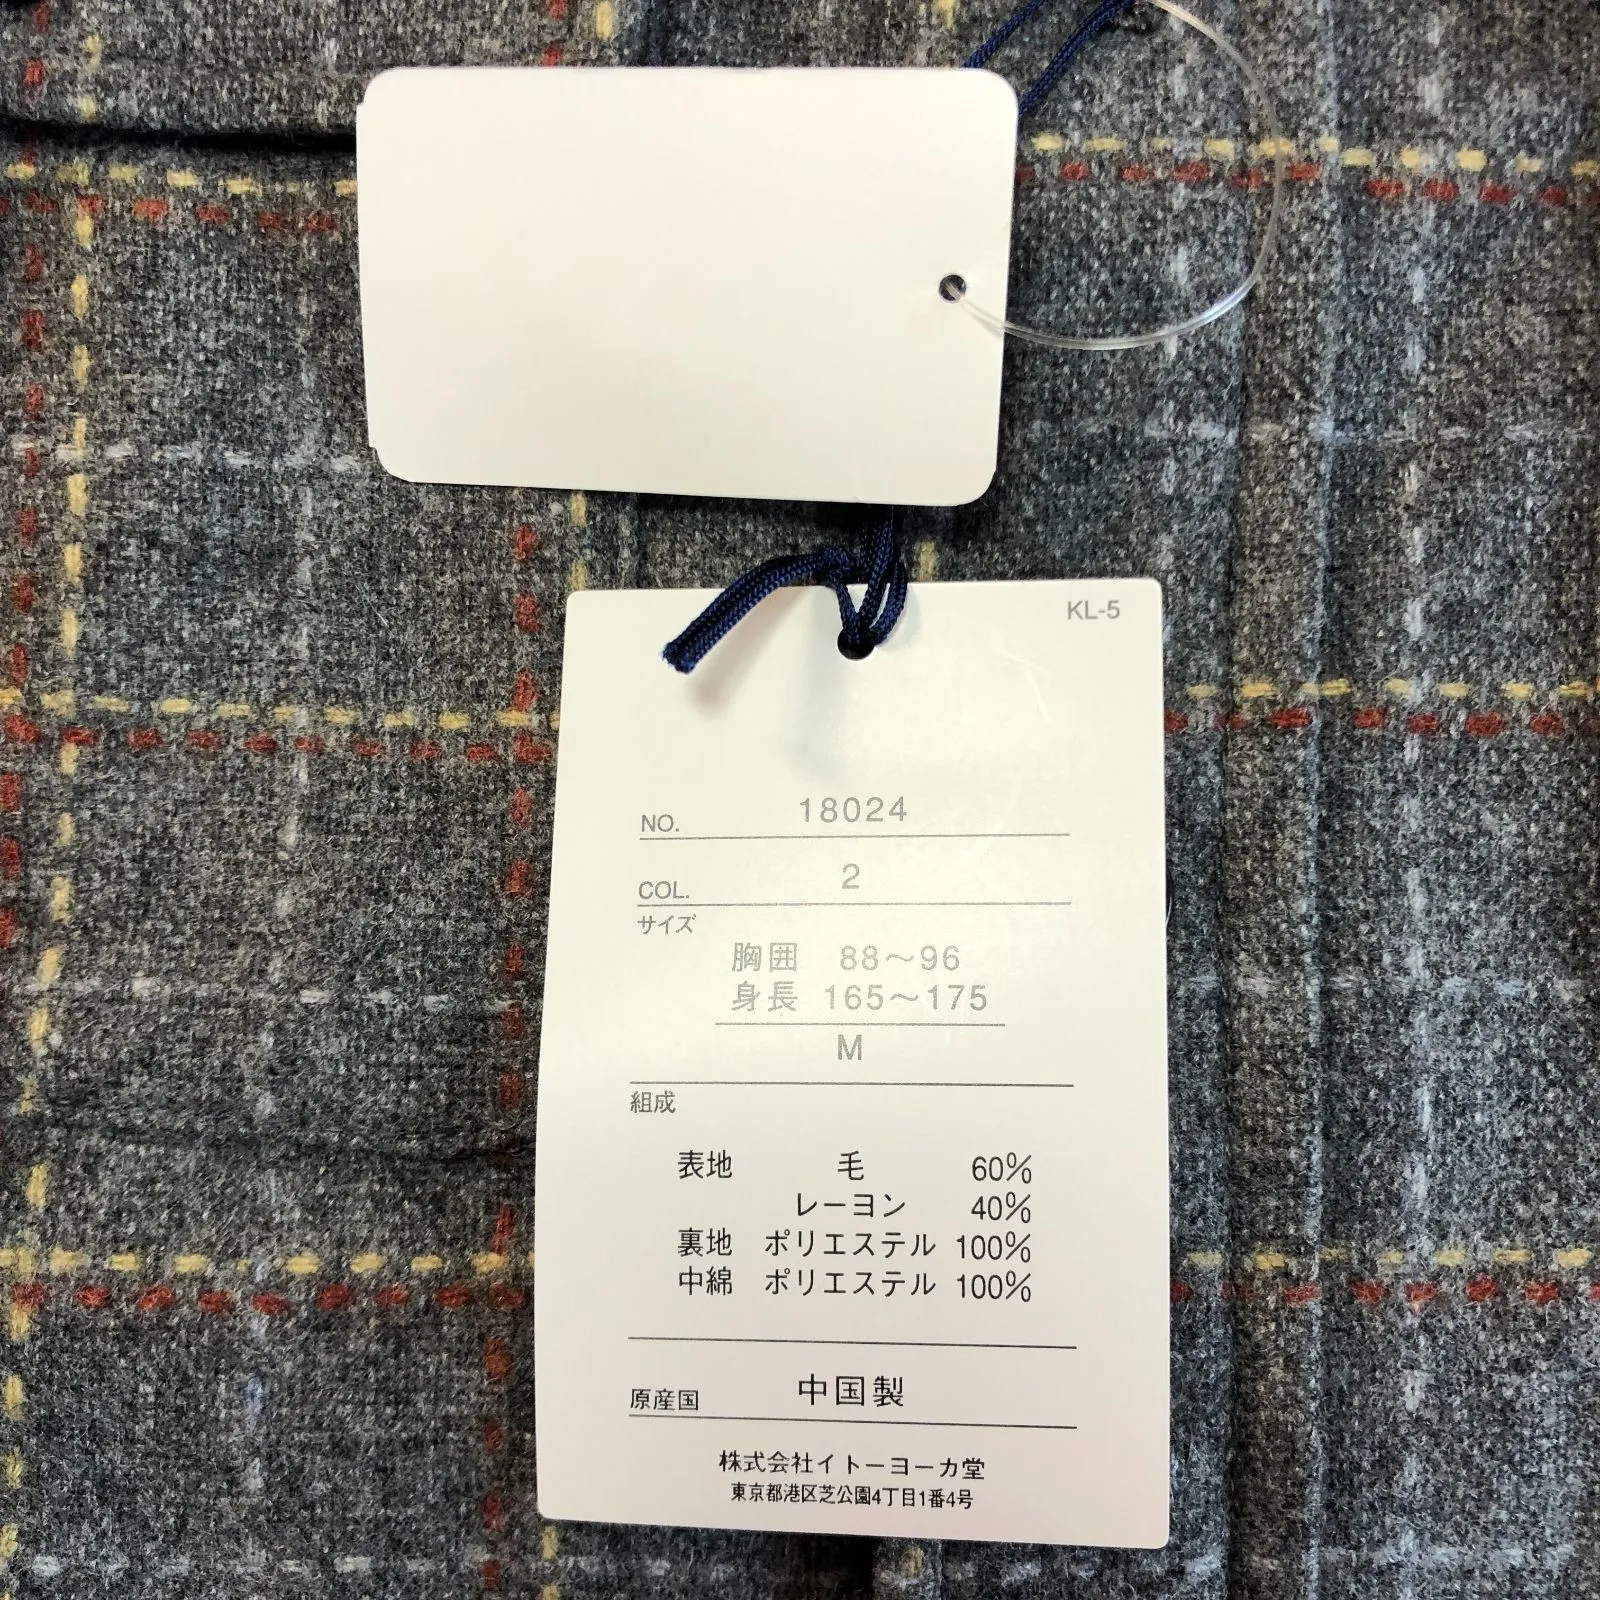 KL-5
NO. 18024
COL. 2
サイズ
胸囲 88～96
身長 165～175
M
組成
表地 毛 60%
レーヨン 40%
裏地 ポリエステル 100%
中綿 ポリエステル 100%
原産国 中国製
株式会社イトーヨーカ堂
東京都港区芝公園4丁目1番4号